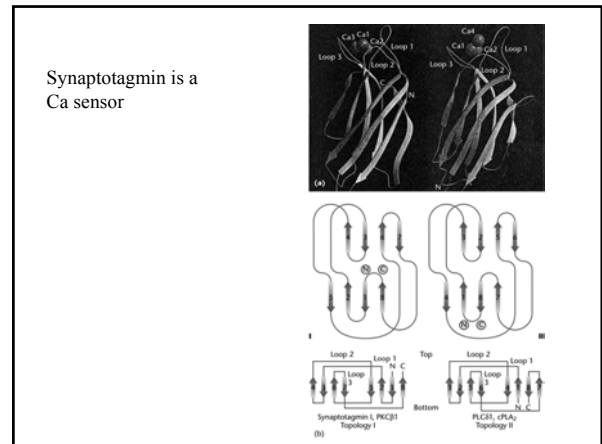 Synaptotagmin is a
Ca sensor
Ca3 Ca1
Ca2
Loop 1
Loop 3
Loop 2
C
N
Ca4
Ca1
Ca2
Loop 1
Loop 3
Loop 2
N
(a)
N C
N C
I
II
Loop 2
Loop 1
Loop
3
N C
Top
Bottom
Loop 2
Loop 1
Loop
3
N C
Synaptotagmin I, PKCβ1
Topology I
PLCδ1, cPLA2
Topology II
(b)